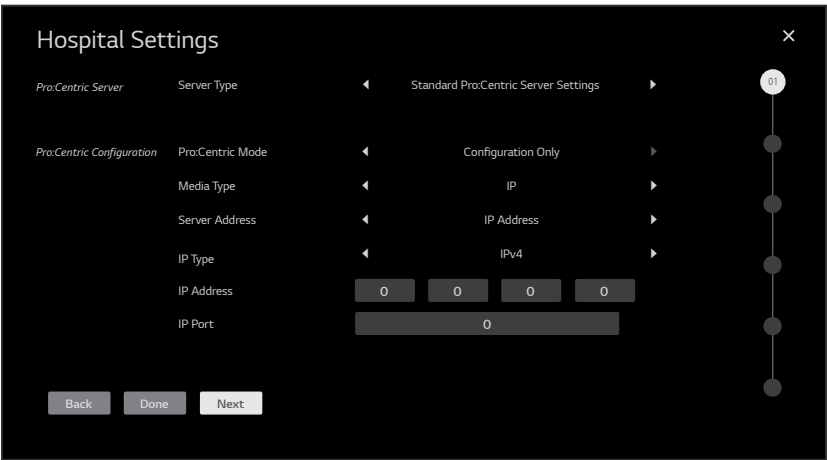 Hospital Settings
Pro:Centric Server Server Type Standard Pro:Centric Server Settings 01
Pro:Centric Configuration Pro:Centric Mode Configuration Only
Media Type IP
Server Address IP Address
IP Type IPv4
IP Address 0 0 0 0
IP Port 0
Back Done Next